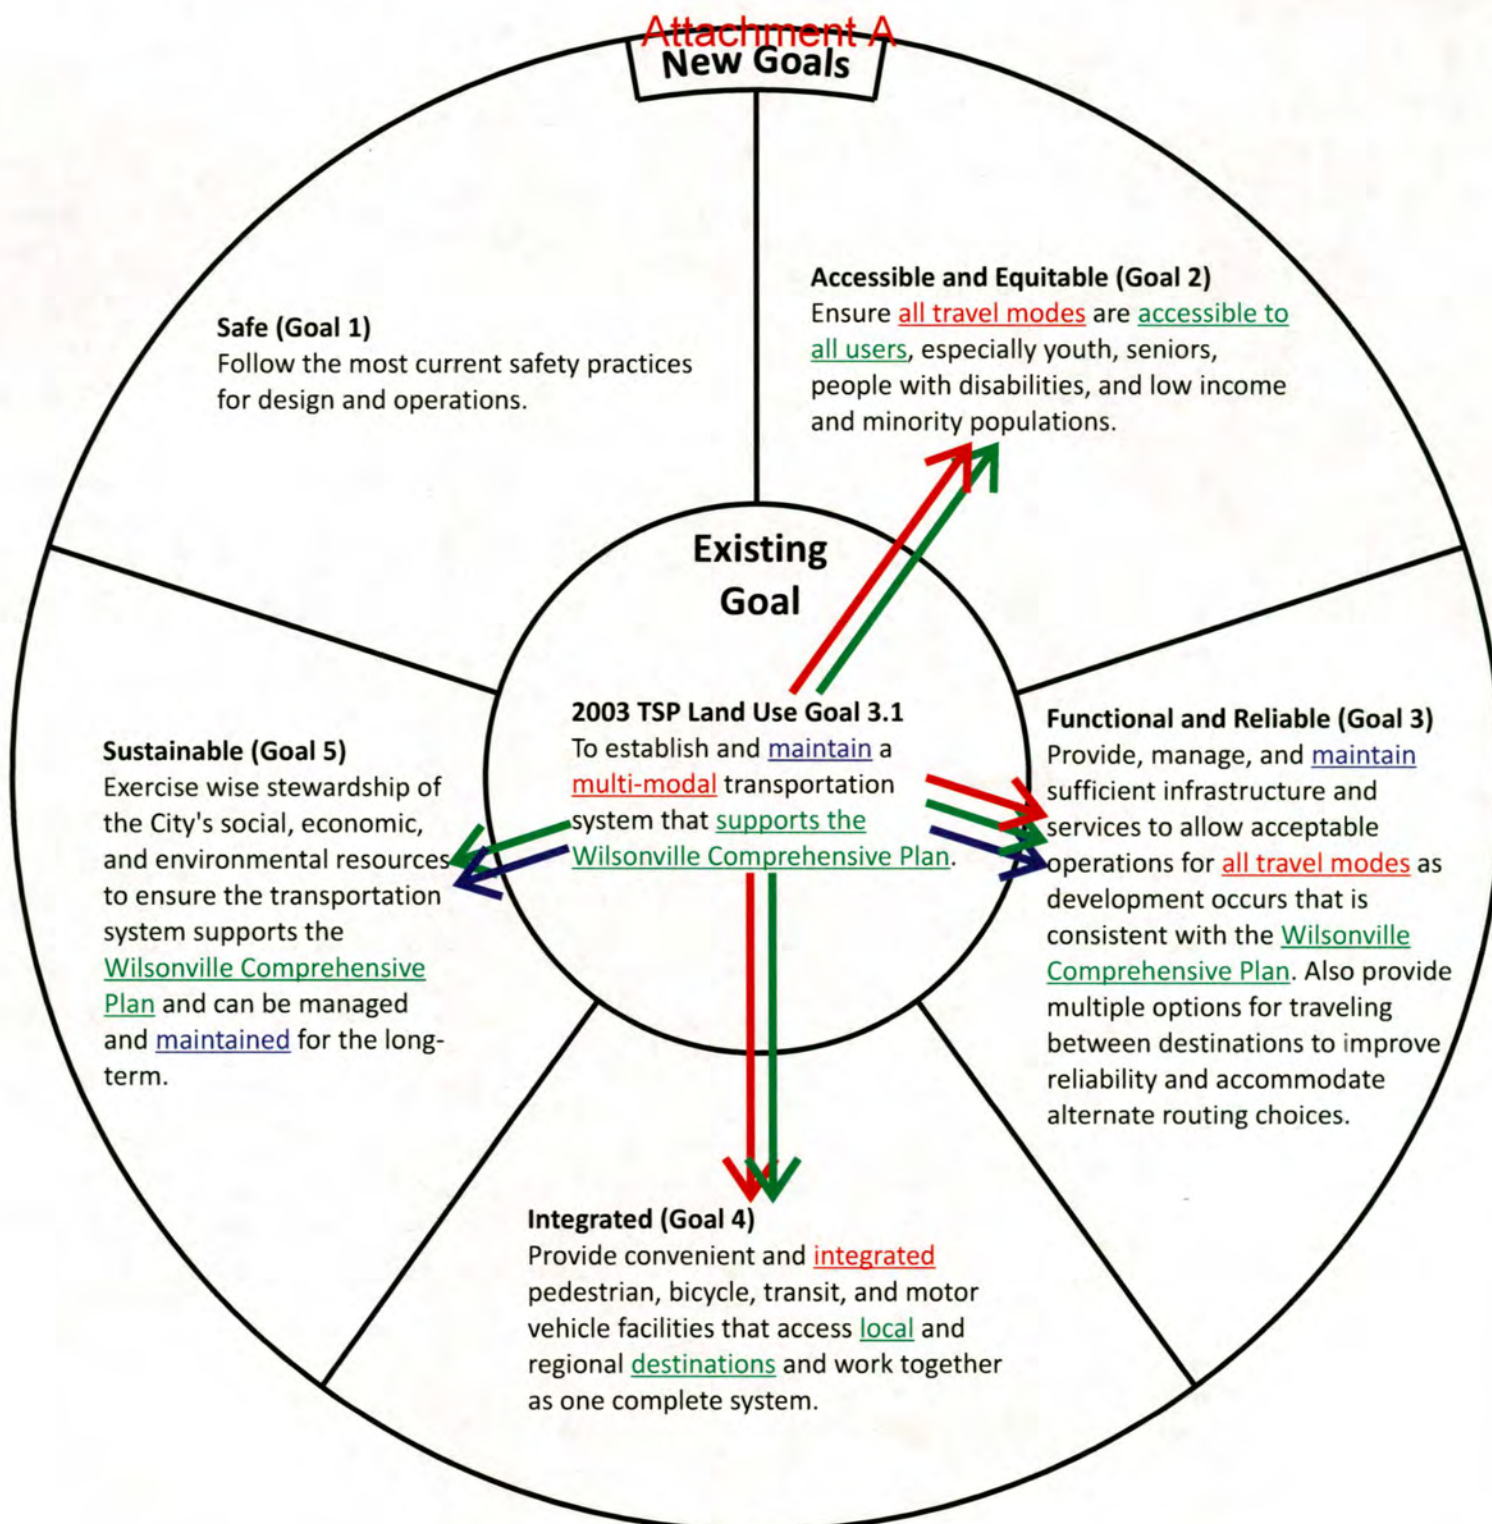 Attachment A
New Goals
Safe (Goal 1)
Follow the most current safety practices
for design and operations.
Accessible and Equitable (Goal 2)
Ensure all travel modes are accessible to
all users, especially youth, seniors,
people with disabilities, and low income
and minority populations.
Existing
Goal
2003 TSP Land Use Goal 3.1
To establish and maintain a
multi-modal transportation
system that supports the
Wilsonville Comprehensive Plan.
Functional and Reliable (Goal 3)
Provide, manage, and maintain
sufficient infrastructure and
services to allow acceptable
operations for all travel modes as
development occurs that is
consistent with the Wilsonville
Comprehensive Plan. Also provide
multiple options for traveling
between destinations to improve
reliability and accommodate
alternate routing choices.
Integrated (Goal 4)
Provide convenient and integrated
pedestrian, bicycle, transit, and motor
vehicle facilities that access local and
regional destinations and work together
as one complete system.
Sustainable (Goal 5)
Exercise wise stewardship of
the City's social, economic,
and environmental resources
to ensure the transportation
system supports the
Wilsonville Comprehensive
Plan and can be managed
and maintained for the long-
term.